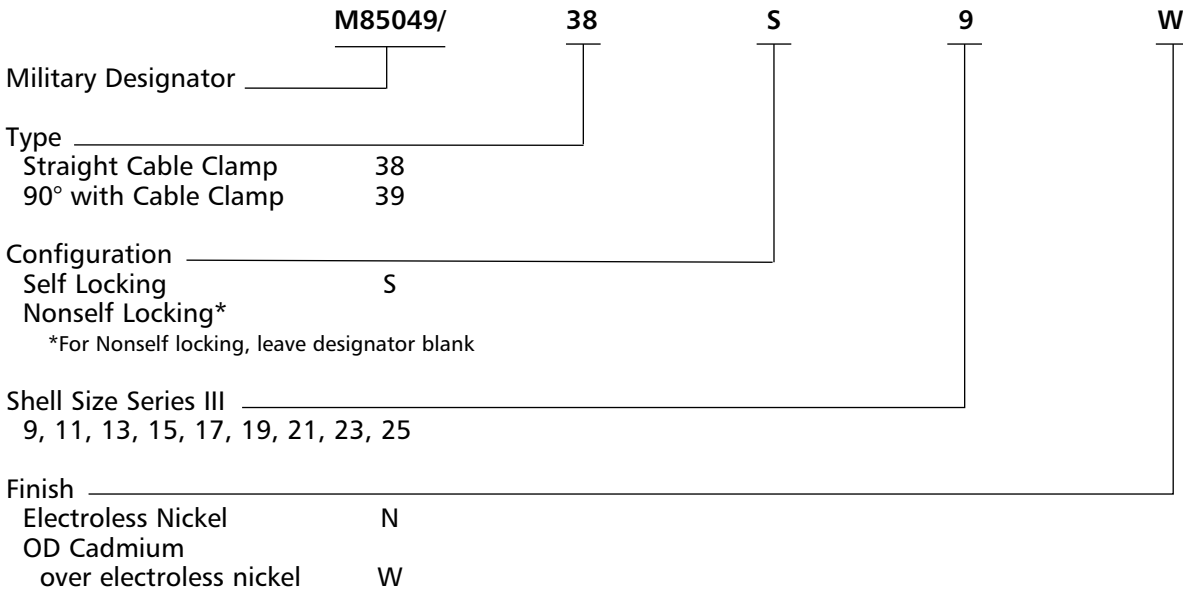 M85049/ 38 S 9 W
Military Designator
Type
Straight Cable Clamp 38
90° with Cable Clamp 39
Configuration
Self Locking S
Nonself Locking*
*For Nonself locking, leave designator blank
Shell Size Series III
9, 11, 13, 15, 17, 19, 21, 23, 25
Finish
Electroless Nickel N
OD Cadmium
over electroless nickel W